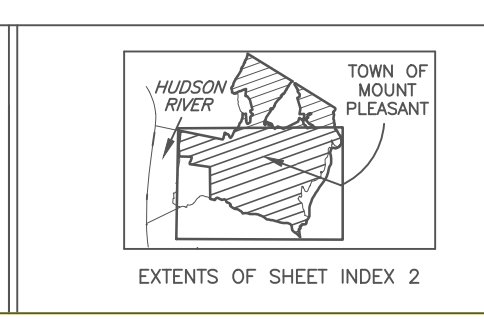 HUDSON
RIVER
TOWN OF
MOUNT
PLEASANT
EXTENTS OF SHEET INDEX 2